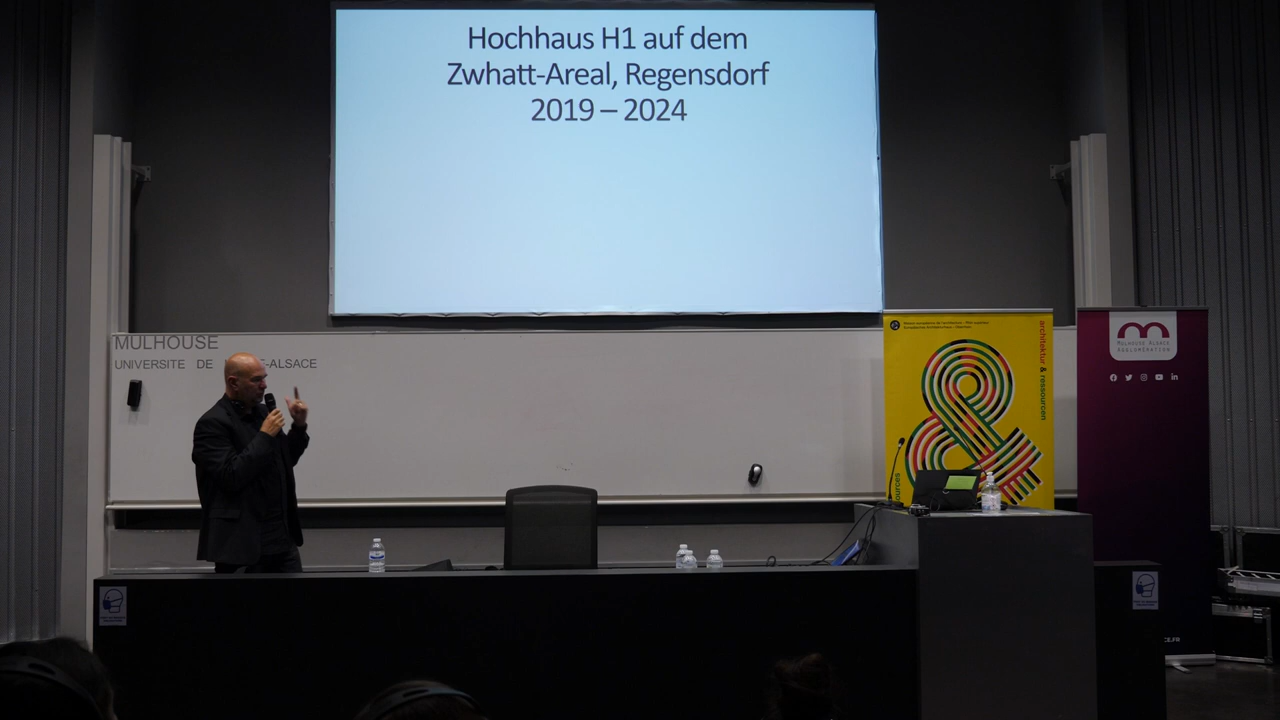 Hochhaus H1 auf dem
Zwhatt-Areal, Regensdorf
2019 – 2024
MULHOUSE
UNIVERSITE DE
-ALSACE
architektur & ressourcen
&
MULHOUSE ALSACE
AGGLOMÉRATION